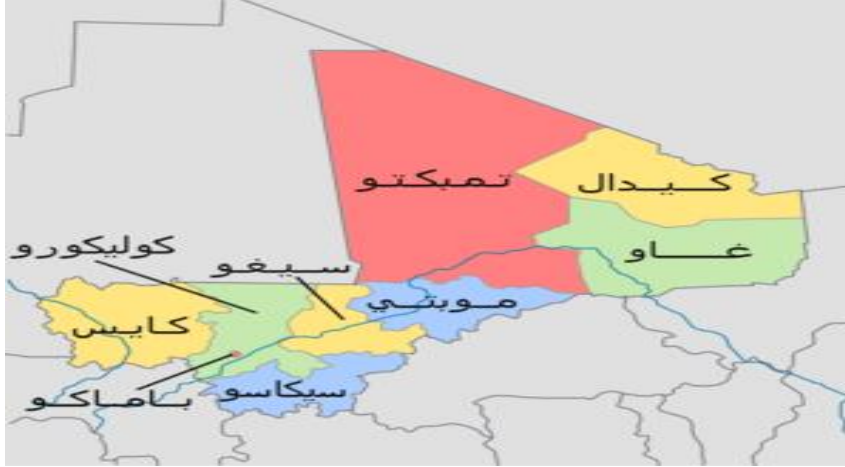 تمبكتو
كيدال
غاو
كوليكورو
سيغو
موبتي
كايس
سيكاسو
باماكو